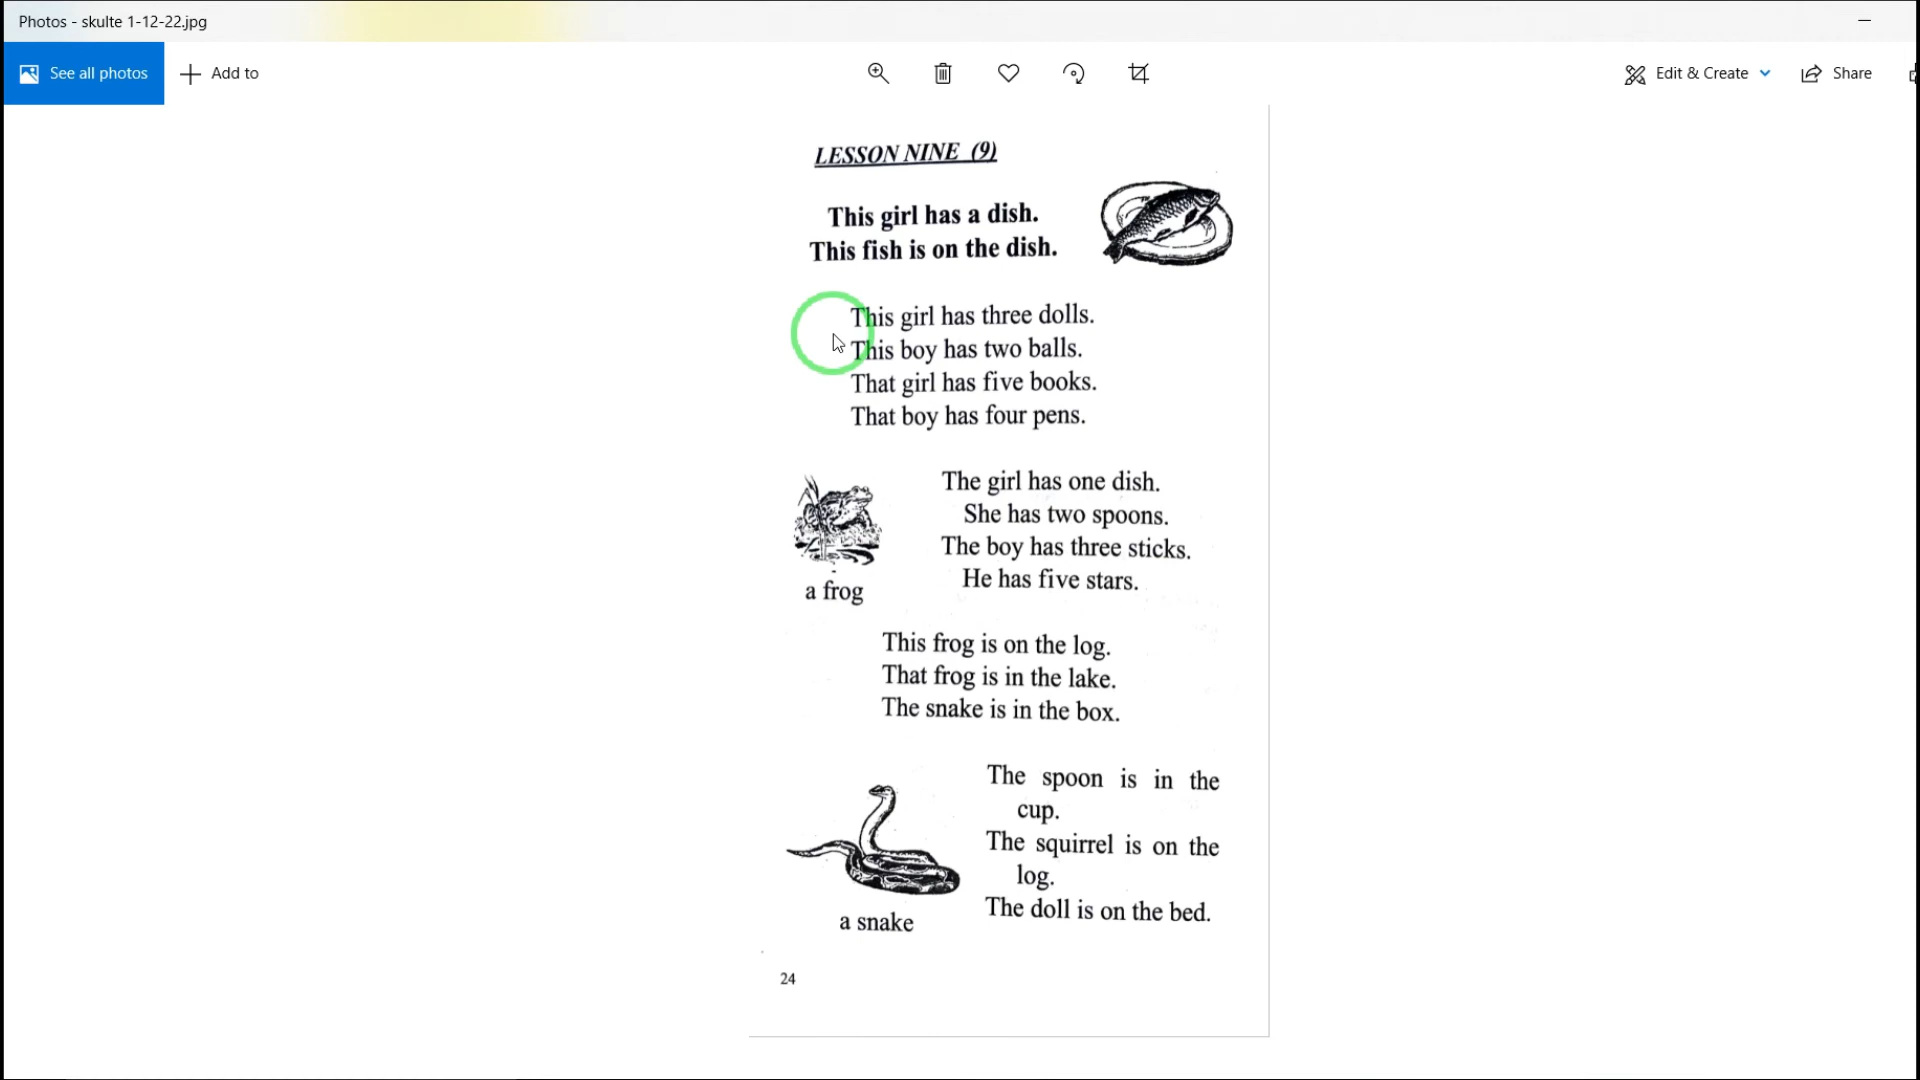 Photos - skulte 1-12-22.jpg
See all photos
Add to
Edit & Create
Share
LESSON NINE (9)
This girl has a dish.
This fish is on the dish.
This girl has three dolls.
This boy has two balls.
That girl has five books.
That boy has four pens.
The girl has one dish.
She has two spoons.
The boy has three sticks.
He has five stars.
a frog
This frog is on the log.
That frog is in the lake.
The snake is in the box.
The spoon is in the
cup.
The squirrel is on the
log.
The doll is on the bed.
a snake
24